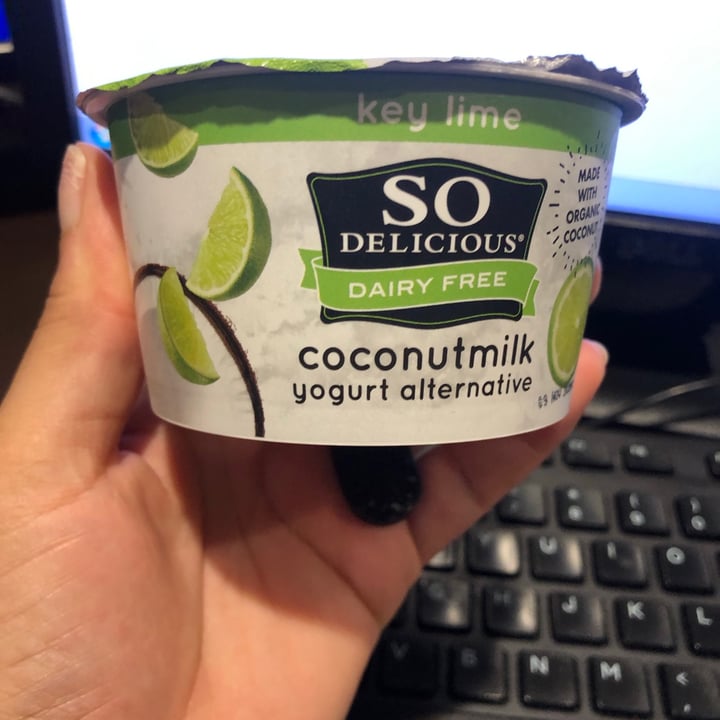 key lime
SO
DELICIOUS®
DAIRY FREE
coconutmilk
yogurt alternative
MADE
WITH
ORGANIC
COCONUT
U
I
O
H
J
K
L
V
B
N
M
<